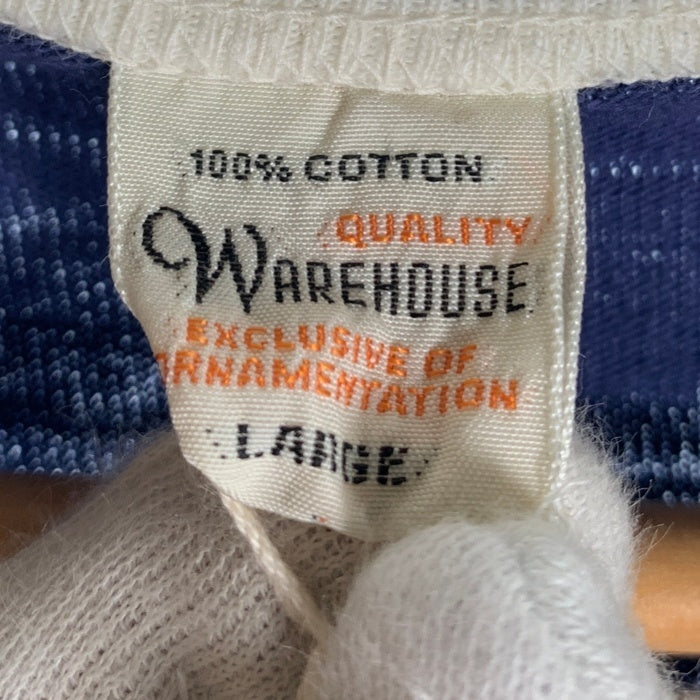 100% COTTON
QUALITY
WAREHOUSE
EXCLUSIVE OF
ORNAMENTATION
LARGE